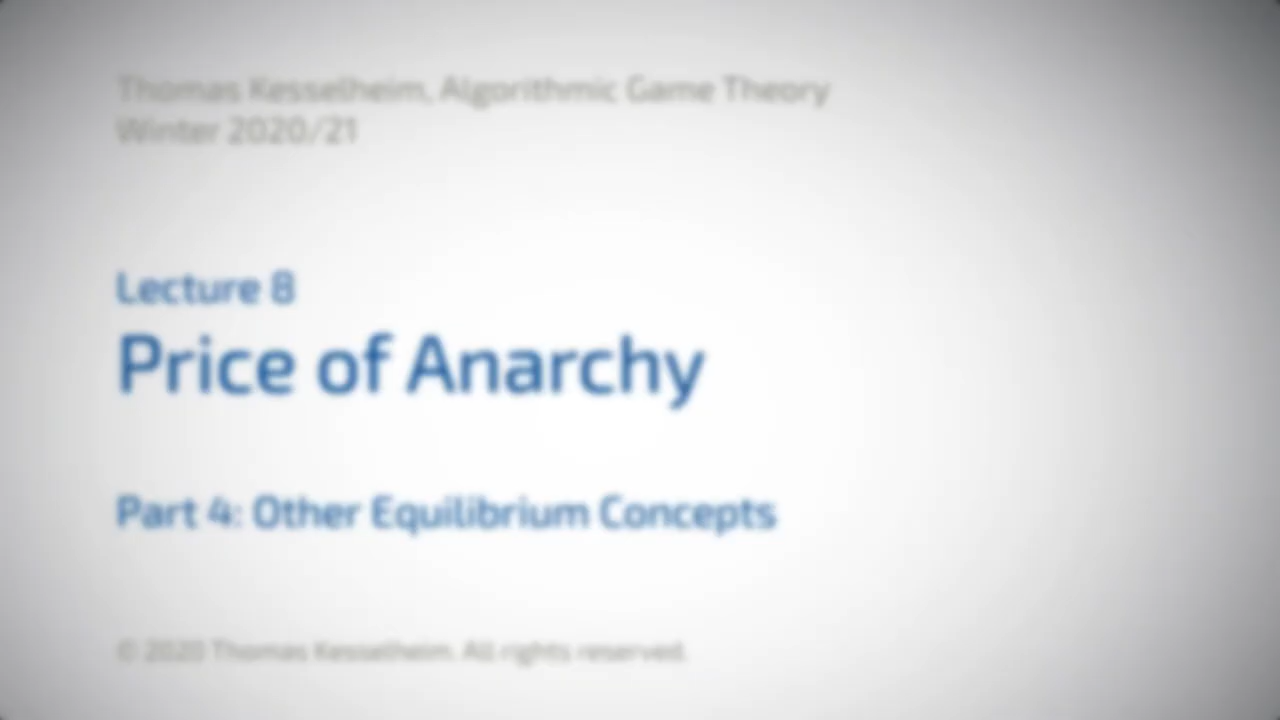 Thomas Kesselheim, Algorithmic Game Theory
Winter 2020/21
Lecture 8
Price of Anarchy
Part 4: Other Equilibrium Concepts
© 2020 Thomas Kesselheim. All rights reserved.